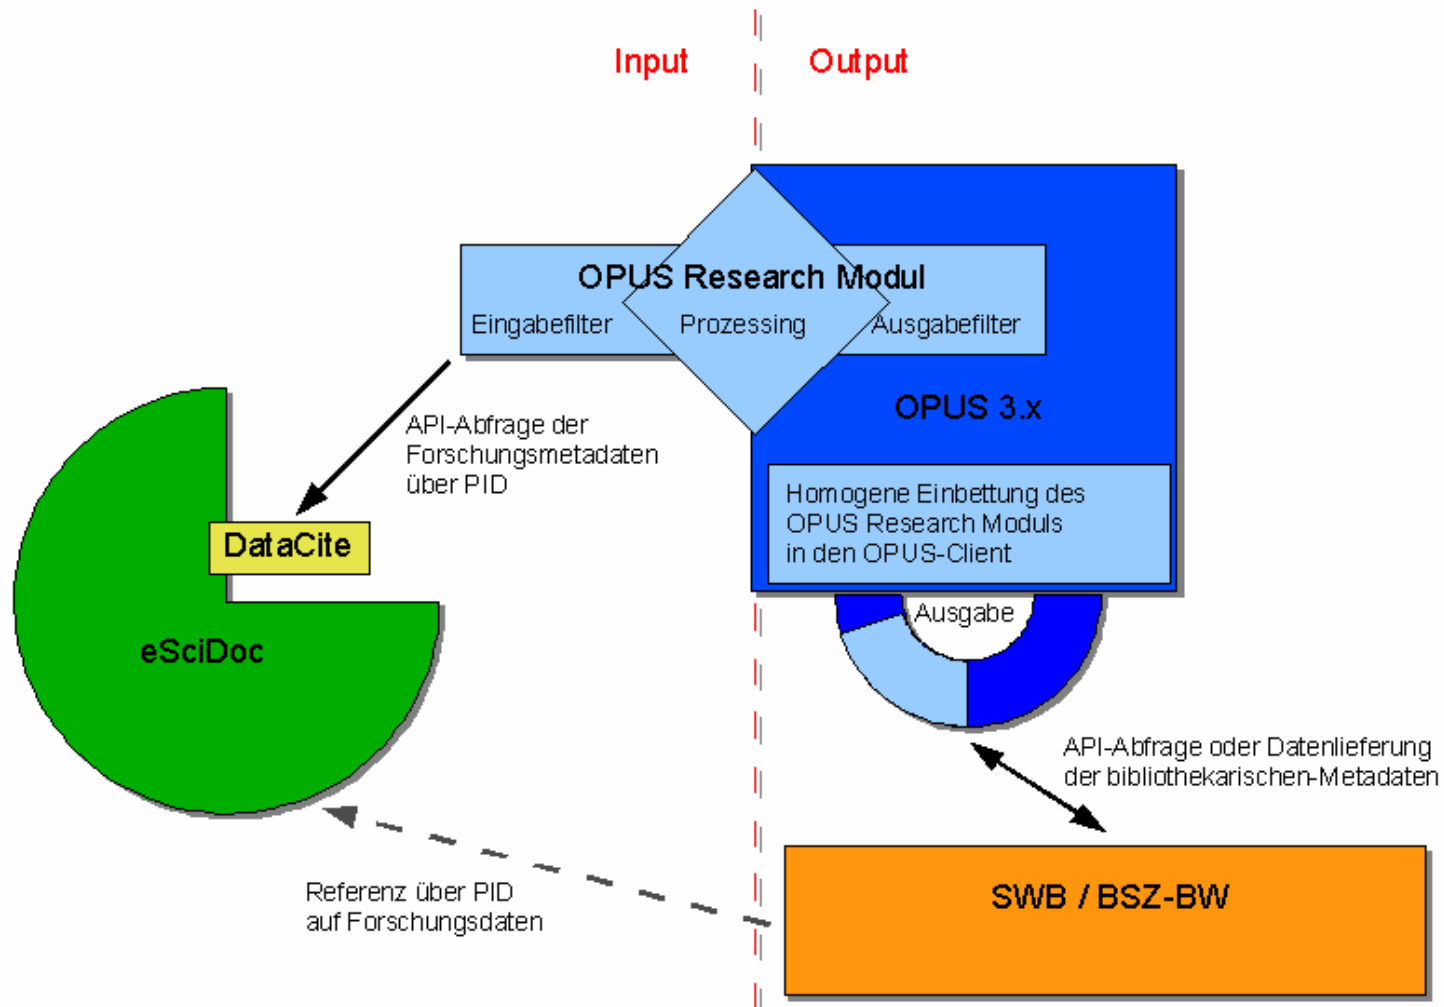 Input
Output
OPUS Research Modul
Eingabefilter
Prozessing
Ausgabefilter
OPUS 3.x
API-Abfrage der
Forschungsmetadaten
über PID
Homogene Einbettung des
OPUS Research Moduls
in den OPUS-Client
DataCite
eSciDoc
Ausgabe
API-Abfrage oder Datenlieferung
der bibliothekarischen-Metadaten
Referenz über PID
auf Forschungsdaten
SWB / BSZ-BW